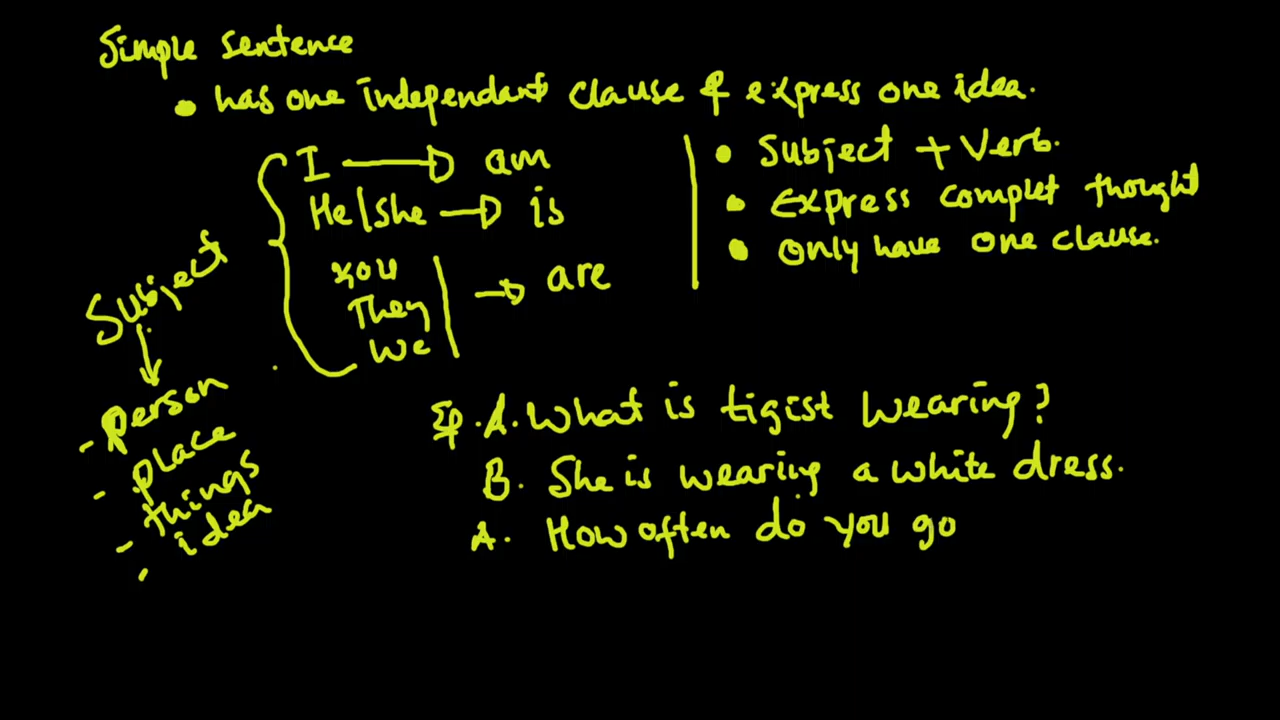 Simple sentence
• has one independant clause & express one idea.
I → am
He/She → is
you
They
We
→ are
• Subject + Verb.
• Express complet thought
• Only have one clause.
Subject
- person
- place
- things
- idea
Ex. A. What is tigist wearing?
B. She is wearing a white dress.
A. How often do you go